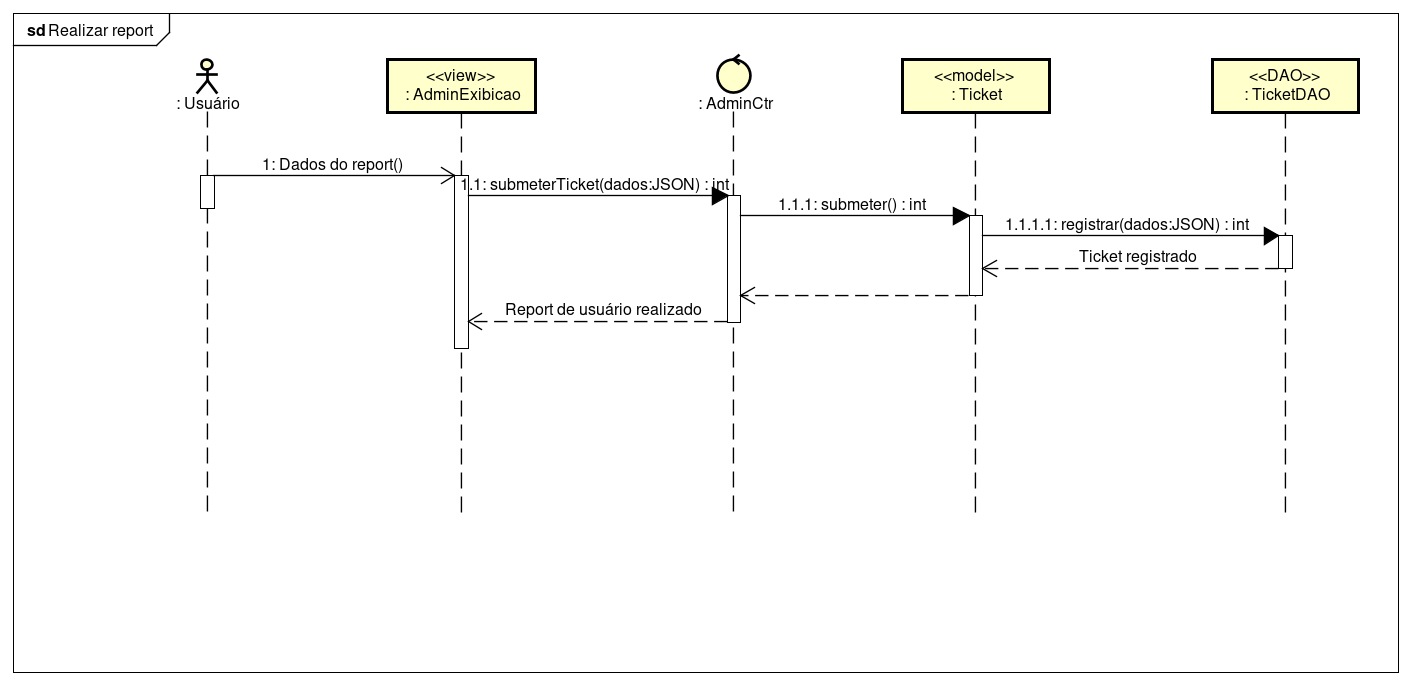 sd Realizar report
: Usuário
<<view>>
: AdminExibicao
: AdminCtr
<<model>>
: Ticket
<<DAO>>
: TicketDAO
1: Dados do report()
1.1: submeterTicket(dados:JSON) : int
1.1.1: submeter() : int
1.1.1.1: registrar(dados:JSON) : int
Ticket registrado
Report de usuário realizado